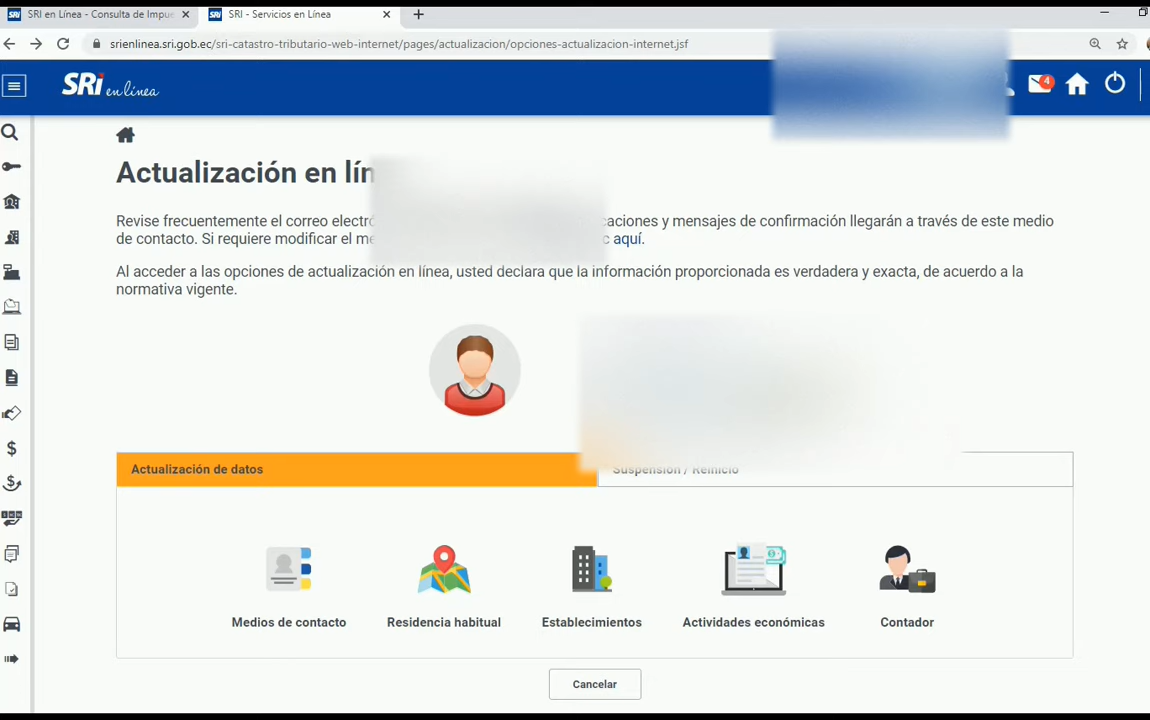 SRI en Línea - Consulta de Impue
SRI - Servicios en Línea
srienlinea.sri.gob.ec/sri-catastro-tributario-web-internet/pages/actualizacion/opciones-actualizacion-internet.jsf
SRi en línea
4
Actualización en lín
Revise frecuentemente el correo electró caciones y mensajes de confirmación llegarán a través de este medio
de contacto. Si requiere modificar el me c aquí.
Al acceder a las opciones de actualización en línea, usted declara que la información proporcionada es verdadera y exacta, de acuerdo a la
normativa vigente.
Actualización de datos
Suspensión / Reinicio
Medios de contacto
Residencia habitual
Establecimientos
Actividades económicas
Contador
Cancelar